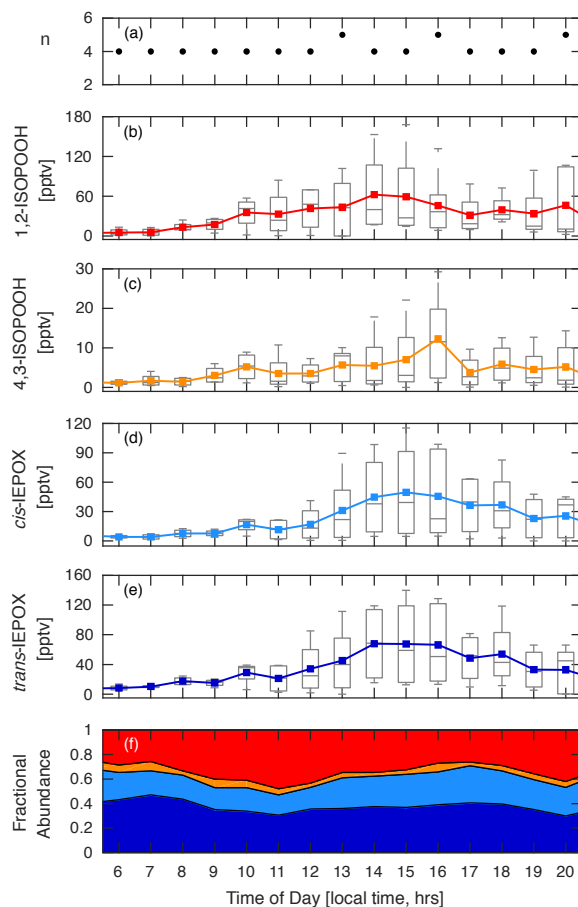 n
6
4
2
(a)
1,2-ISOPOOH
[pptv]
180
120
60
0
(b)
4,3-ISOPOOH
[pptv]
30
20
10
0
(c)
cis-IEPOX
[pptv]
120
90
60
30
0
(d)
trans-IEPOX
[pptv]
160
120
80
40
0
(e)
Fractional
Abundance
1
0.8
0.6
0.4
0.2
0
(f)
6 7 8 9 10 11 12 13 14 15 16 17 18 19 20
Time of Day [local time, hrs]